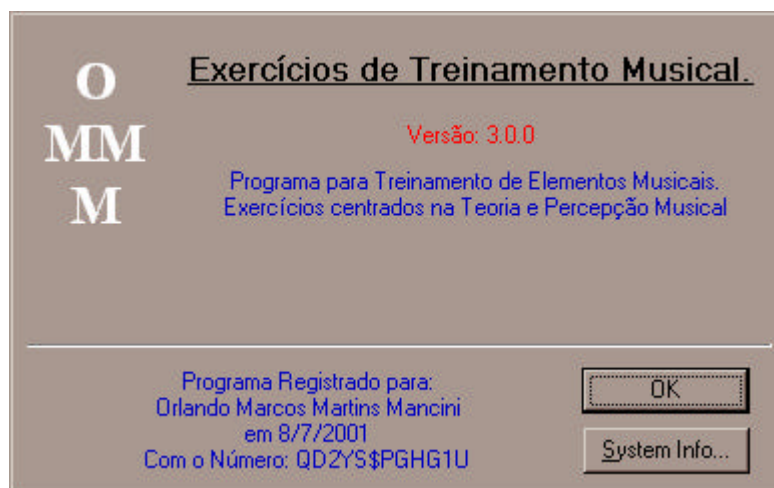 O
MM
M
Exercícios de Treinamento Musical.
Versão: 3.0.0
Programa para Treinamento de Elementos Musicais.
Exercícios centrados na Teoria e Percepção Musical
Programa Registrado para:
Orlando Marcos Martins Mancini
em 8/7/2001
Com o Número: QD2YS$PGHG1U
OK
System Info...